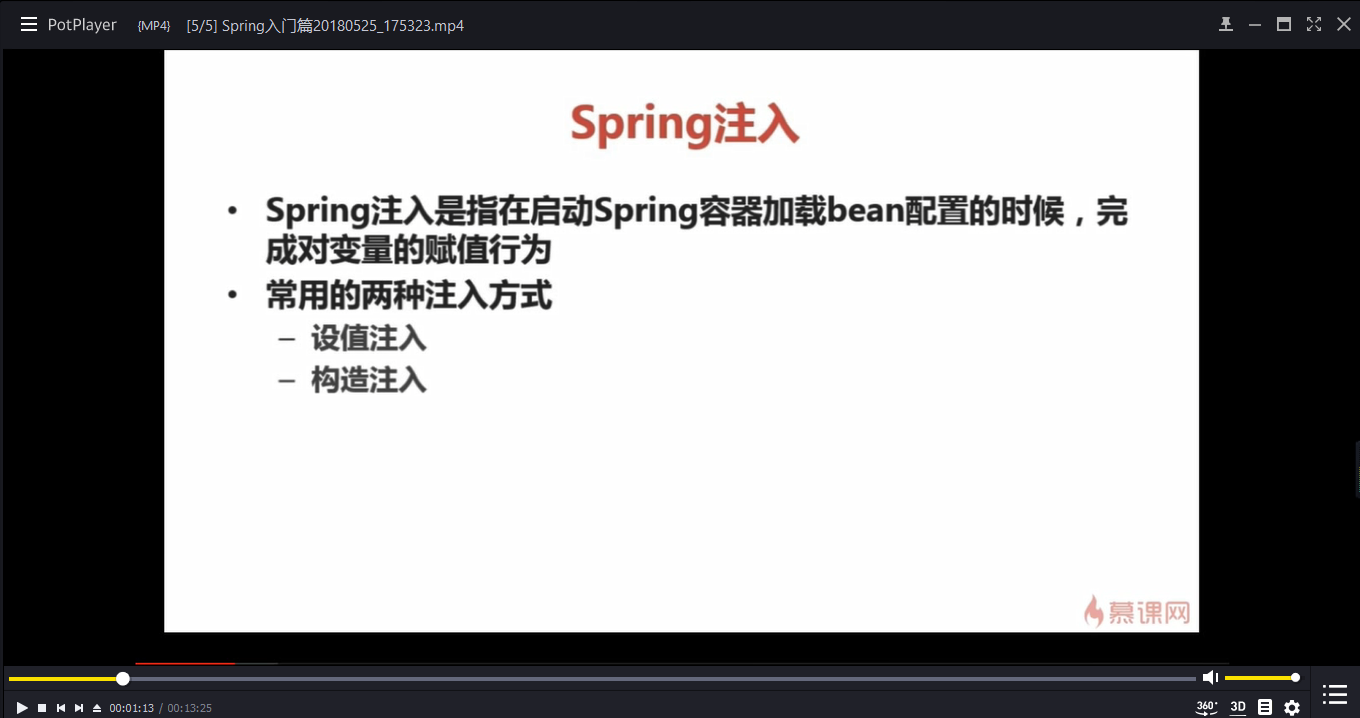 PotPlayer {MP4} [5/5] Spring入门篇20180525_175323.mp4
Spring注入
• Spring注入是指在启动Spring容器加载bean配置的时候，完
成对变量的赋值行为
• 常用的两种注入方式
– 设值注入
– 构造注入
慕课网
00:01:13 / 00:13:25
360°
3D